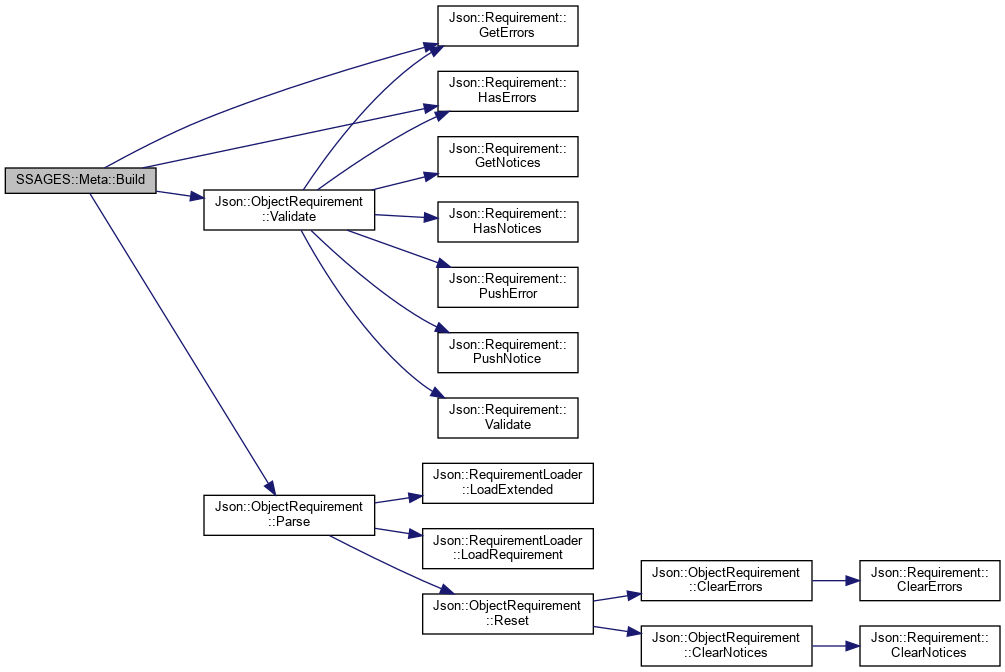 SSAGES::Meta::Build
Json::Requirement::
GetErrors
Json::Requirement::
HasErrors
Json::ObjectRequirement
::Validate
Json::Requirement::
GetNotices
Json::Requirement::
HasNotices
Json::Requirement::
PushError
Json::Requirement::
PushNotice
Json::Requirement::
Validate
Json::ObjectRequirement
::Parse
Json::RequirementLoader
::LoadExtended
Json::RequirementLoader
::LoadRequirement
Json::ObjectRequirement
::Reset
Json::ObjectRequirement
::ClearErrors
Json::Requirement::
ClearErrors
Json::ObjectRequirement
::ClearNotices
Json::Requirement::
ClearNotices